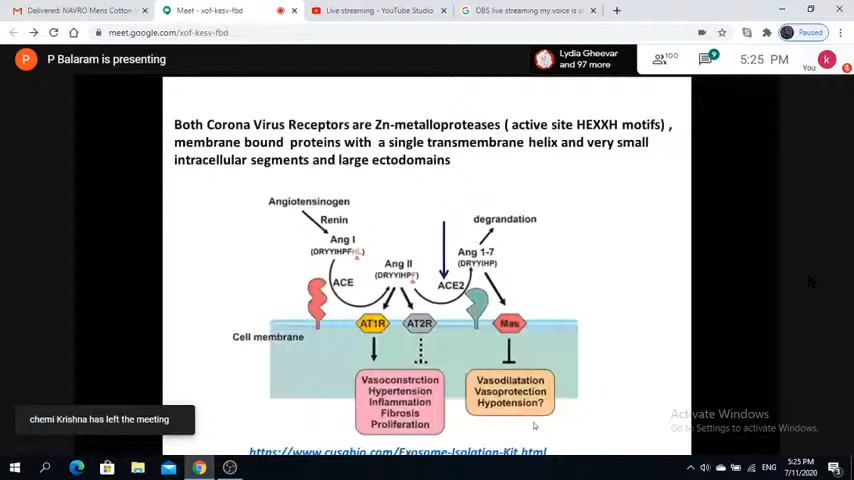 Delivered: NAVRO Mens Cotton V
Meet - xof-kesv-fbd
Live streaming - YouTube Studio
OBS live streaming my voice is a
meet.google.com/xof-kesv-fbd
Paused
P P Balaram is presenting
Lydia Gheevar
and 97 more
100
9
5:25 PM
You
k
Both Corona Virus Receptors are Zn-metalloproteases ( active site HEXXH motifs) ,
membrane bound proteins with a single transmembrane helix and very small
intracellular segments and large ectodomains
Angiotensinogen
Renin
degradation
Ang I
(DRYYIHPFHL)
Ang II
(DRYYIHPF)
Ang 1-7
(DRYYIHP)
ACE
ACE2
Cell membrane
AT1R
AT2R
Mas
Vasoconstrction
Hypertension
Inflammation
Fibrosis
Proliferation
Vasodilatation
Vasoprotection
Hypotension?
chemi Krishna has left the meeting
Activate Windows
Go to Settings to activate Windows.
https://www.cusabio.com/Exosome-Isolation-Kit.html
ENG
5:25 PM
7/11/2020
3